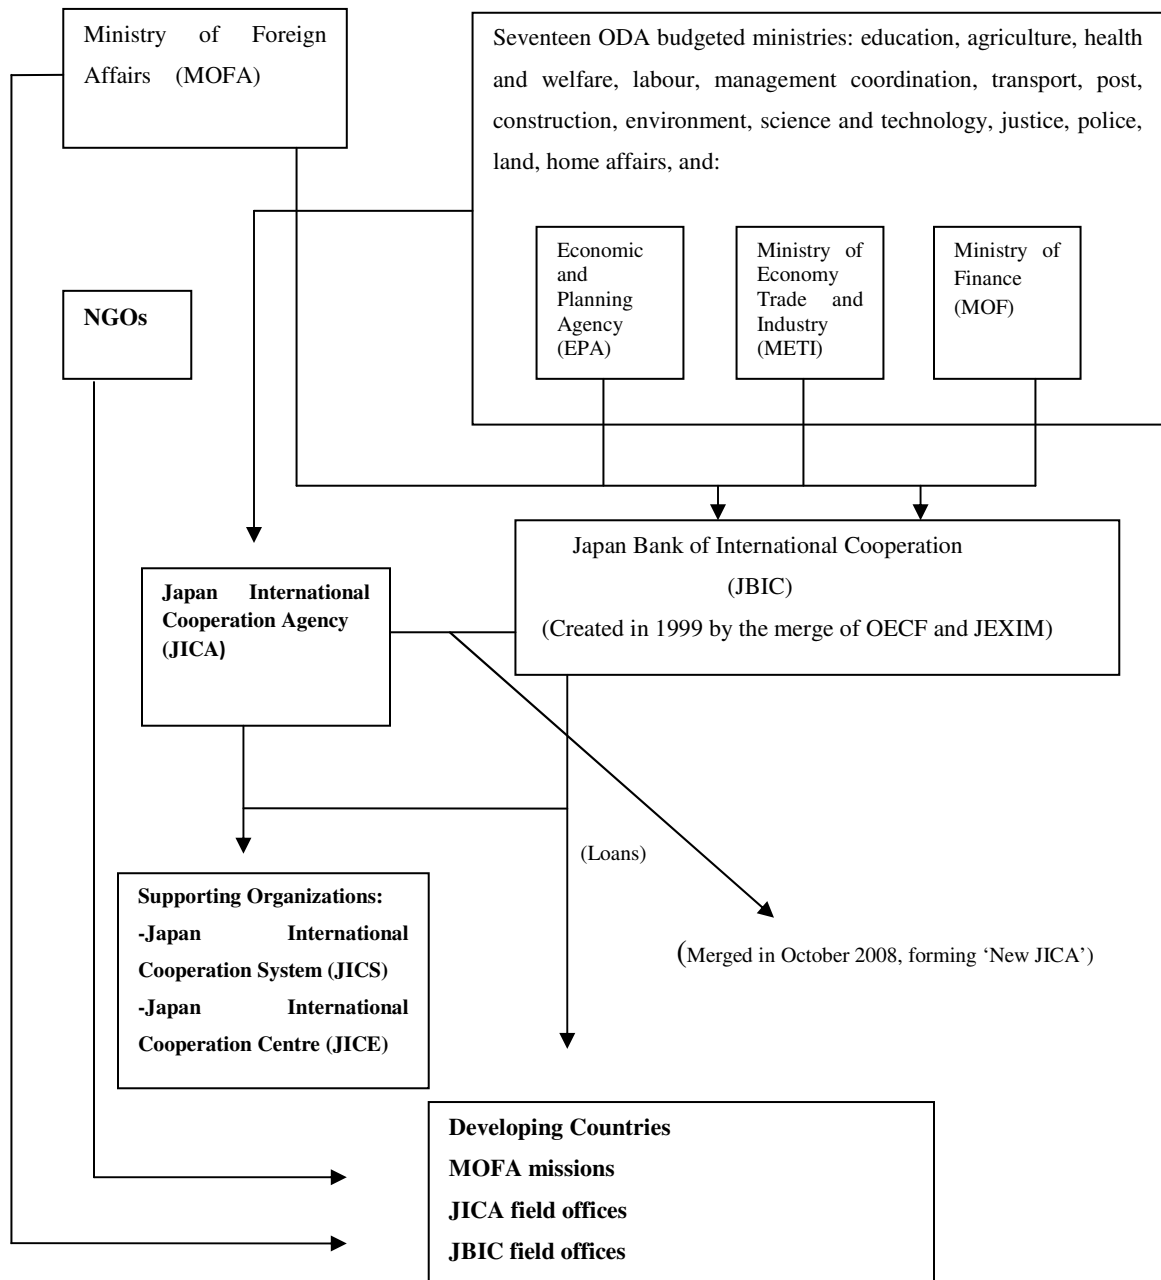 Ministry of Foreign
Affairs (MOFA)
Seventeen ODA budgeted ministries: education, agriculture, health
and welfare, labour, management coordination, transport, post,
construction, environment, science and technology, justice, police,
land, home affairs, and:
Economic
and
Planning
Agency
(EPA)
Ministry of
Economy
Trade and
Industry
(METI)
Ministry of
Finance
(MOF)
NGOs
Japan Bank of International Cooperation
(JBIC)
(Created in 1999 by the merge of OECF and JEXIM)
Japan International
Cooperation Agency
(JICA)
(Loans)
Supporting Organizations:
-Japan International
Cooperation System (JICS)
-Japan International
Cooperation Centre (JICE)
(Merged in October 2008, forming ‘New JICA’)
Developing Countries
MOFA missions
JICA field offices
JBIC field offices